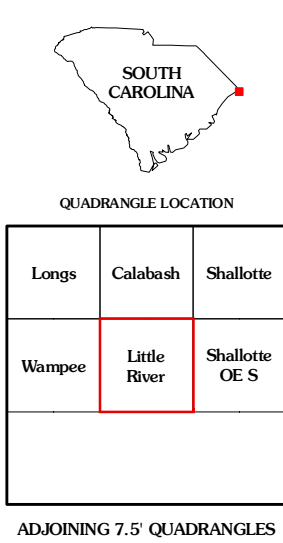 SOUTH
CAROLINA
QUADRANGLE LOCATION
Longs Calabash Shallotte
Wampee Little River Shallotte OE S
ADJOINING 7.5' QUADRANGLES